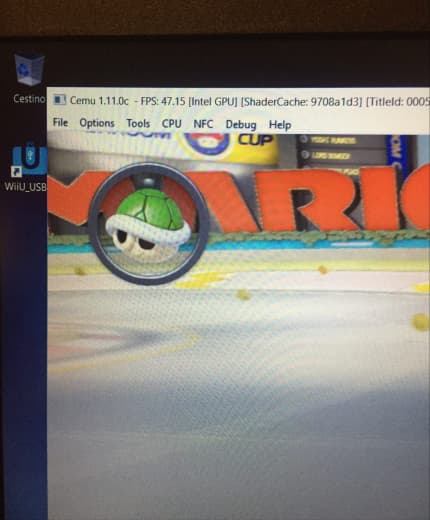 Cestino
WiiU_USB
Cemu 1.11.0c - FPS: 47.15 [Intel GPU] [ShaderCache: 9708a1d3] [TitleId: 0005
File Options Tools CPU NFC Debug Help
CUP
MARIO